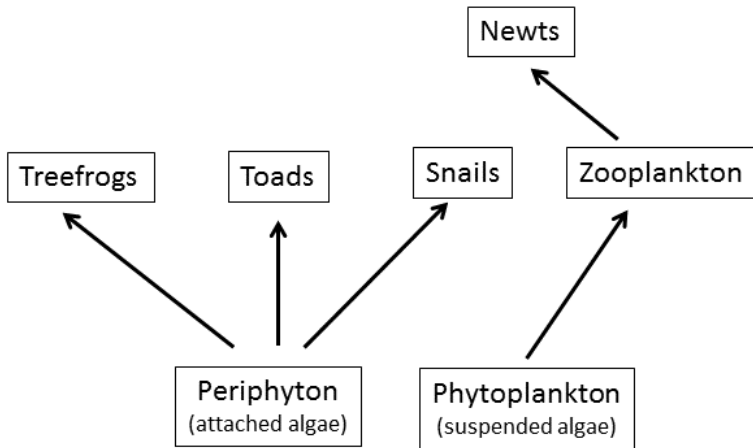 Newts
Treefrogs
Toads
Snails
Zooplankton
Periphyton
(attached algae)
Phytoplankton
(suspended algae)